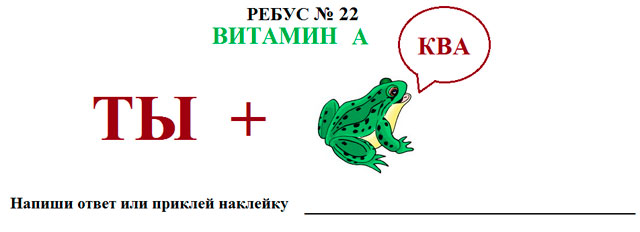 РЕБУС № 22
ВИТАМИН А
КВА
ТЫ +
Напиши ответ или приклей наклейку